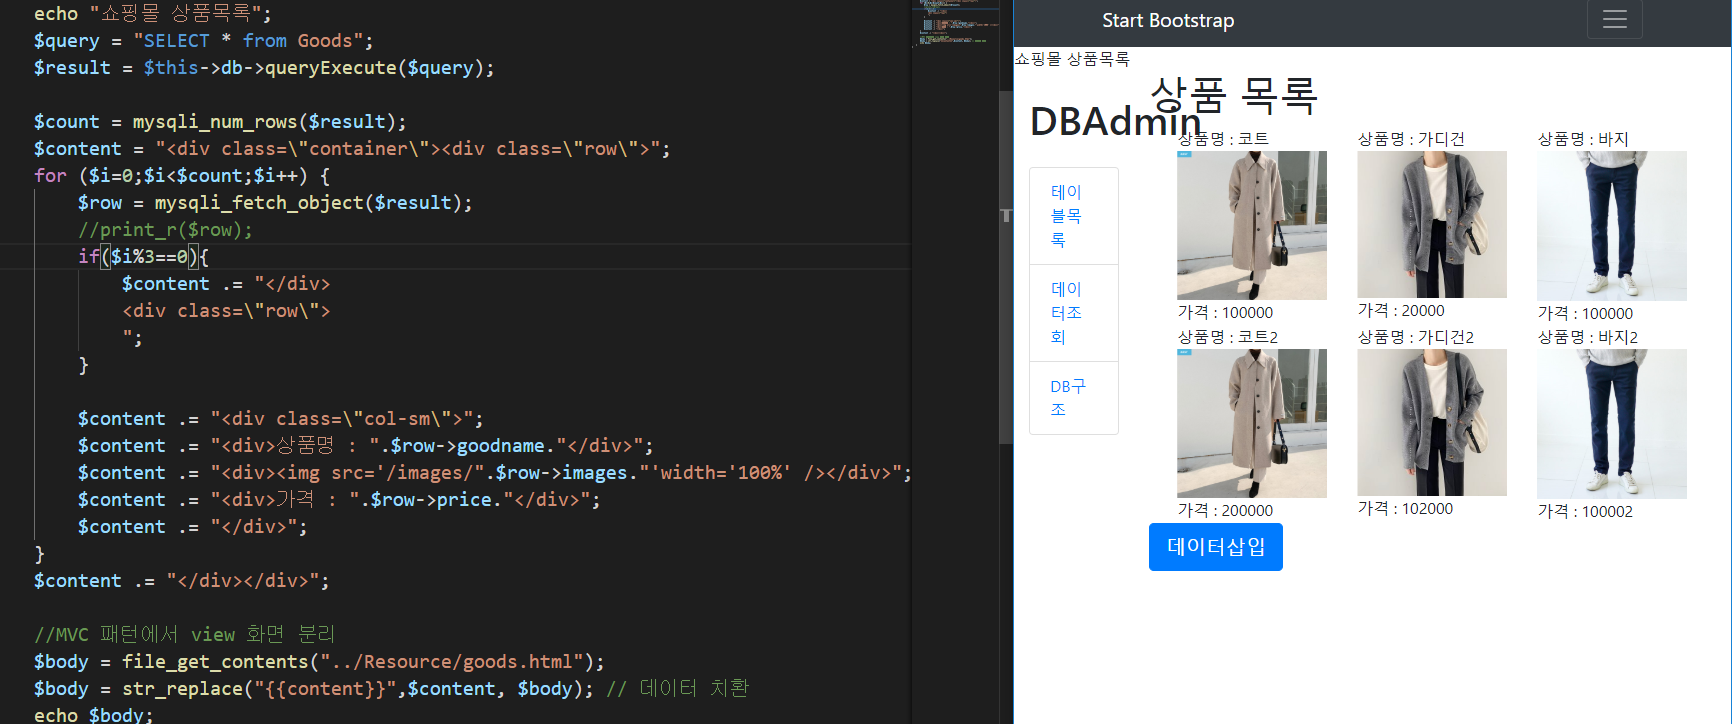 echo "쇼핑몰 상품목록";
$query = "SELECT * from Goods";
$result = $this->db->queryExecute($query);
$count = mysqli_num_rows($result);
$content = "<div class=\"container\"><div class=\"row\">";
for ($i=0;$i<$count;$i++) {
$row = mysqli_fetch_object($result);
//print_r($row);
if($i%3==0){
$content .= "</div>
<div class=\"row\">
";
}
$content .= "<div class=\"col-sm\">";
$content .= "<div>상품명 : ".$row->goodname."</div>";
$content .= "<div><img src='/images/".$row->images."'width='100%' /></div>";
$content .= "<div>가격 : ".$row->price."</div>";
$content .= "</div>";
}
$content .= "</div></div>";
//MVC 패턴에서 view 화면 분리
$body = file_get_contents("../Resource/goods.html");
$body = str_replace("{{content}}",$content, $body); // 데이터 치환
echo $body;
Start Bootstrap
쇼핑몰 상품목록
상품 목록
DBAdmin
테이
블목
록
데이
터조
회
DB구
조
상품명 : 코트
상품명 : 가디건
상품명 : 바지
가격 : 100000
가격 : 20000
가격 : 100000
상품명 : 코트2
상품명 : 가디건2
상품명 : 바지2
가격 : 200000
가격 : 102000
가격 : 100002
데이터삽입